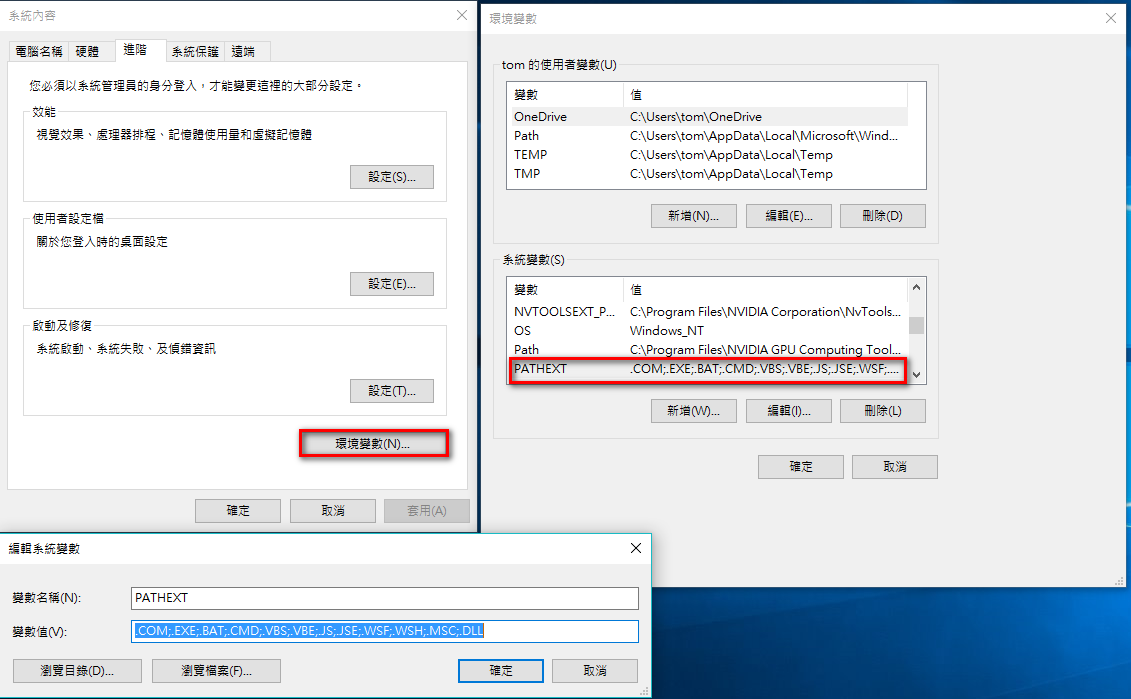 系統內容
電腦名稱 硬體 進階 系統保護 遠端
您必須以系統管理員的身分登入，才能變更這裡的大部分設定。
效能
視覺效果、處理器排程、記憶體使用量和虛擬記憶體
設定(S)...
使用者設定檔
關於您登入時的桌面設定
設定(E)...
啟動及修復
系統啟動、系統失敗、及偵錯資訊
設定(T)...
環境變數(N)...
確定 取消 套用(A)
環境變數
tom 的使用者變數(U)
變數 值
OneDrive C:\Users\tom\OneDrive
Path C:\Users\tom\AppData\Local\Microsoft\Wind...
TEMP C:\Users\tom\AppData\Local\Temp
TMP C:\Users\tom\AppData\Local\Temp
新增(N)... 編輯(E)... 刪除(D)
系統變數(S)
變數 值
NVTOOLSEXT_P... C:\Program Files\NVIDIA Corporation\NvTools...
OS Windows_NT
Path C:\Program Files\NVIDIA GPU Computing Tool...
PATHEXT .COM;.EXE;.BAT;.CMD;.VBS;.VBE;.JS;.JSE;.WSF;....
新增(W)... 編輯(I)... 刪除(L)
確定 取消
編輯系統變數
變數名稱(N): PATHEXT
變數值(V): .COM;.EXE;.BAT;.CMD;.VBS;.VBE;.JS;.JSE;.WSF;.WSH;.MSC;.DLL
瀏覽目錄(D)... 瀏覽檔案(F)... 確定 取消